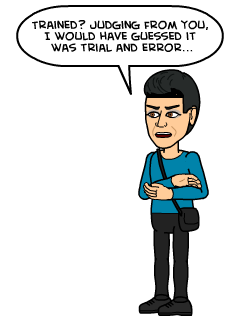 TRAINED? JUDGING FROM YOU,
I WOULD HAVE GUESSED IT
WAS TRIAL AND ERROR...